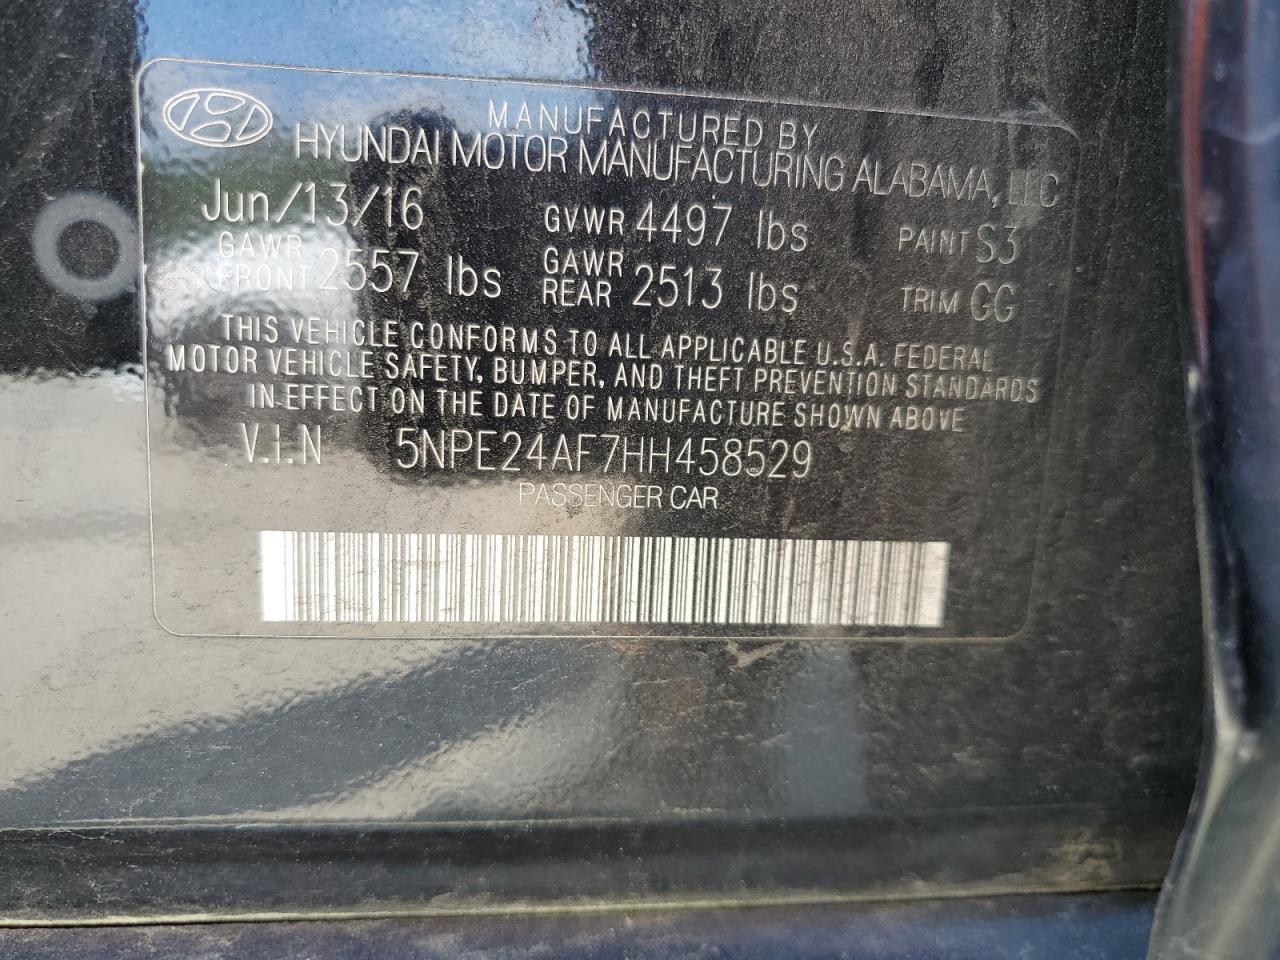 MANUFACTURED BY
HYUNDAI MOTOR MANUFACTURING ALABAMA, LLC
Jun/13/16 GVWR 4497 lbs PAINT S3
GAWR FRONT 2557 lbs GAWR REAR 2513 lbs TRIM GG
THIS VEHICLE CONFORMS TO ALL APPLICABLE U.S.A. FEDERAL
MOTOR VEHICLE SAFETY, BUMPER, AND THEFT PREVENTION STANDARDS
IN EFFECT ON THE DATE OF MANUFACTURE SHOWN ABOVE
V.I.N 5NPE24AF7HH458529
PASSENGER CAR